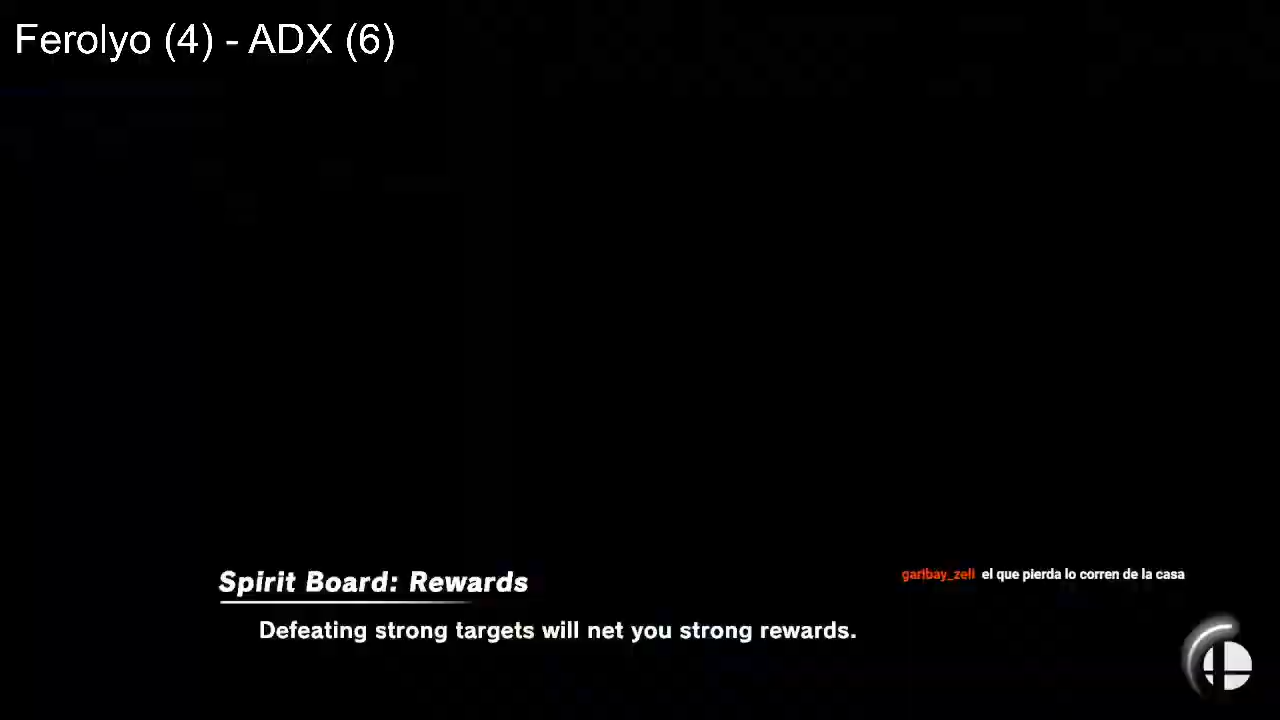 Ferolyo (4) - ADX (6)
Spirit Board: Rewards
garibay_zell el que pierda lo corren de la casa
Defeating strong targets will net you strong rewards.